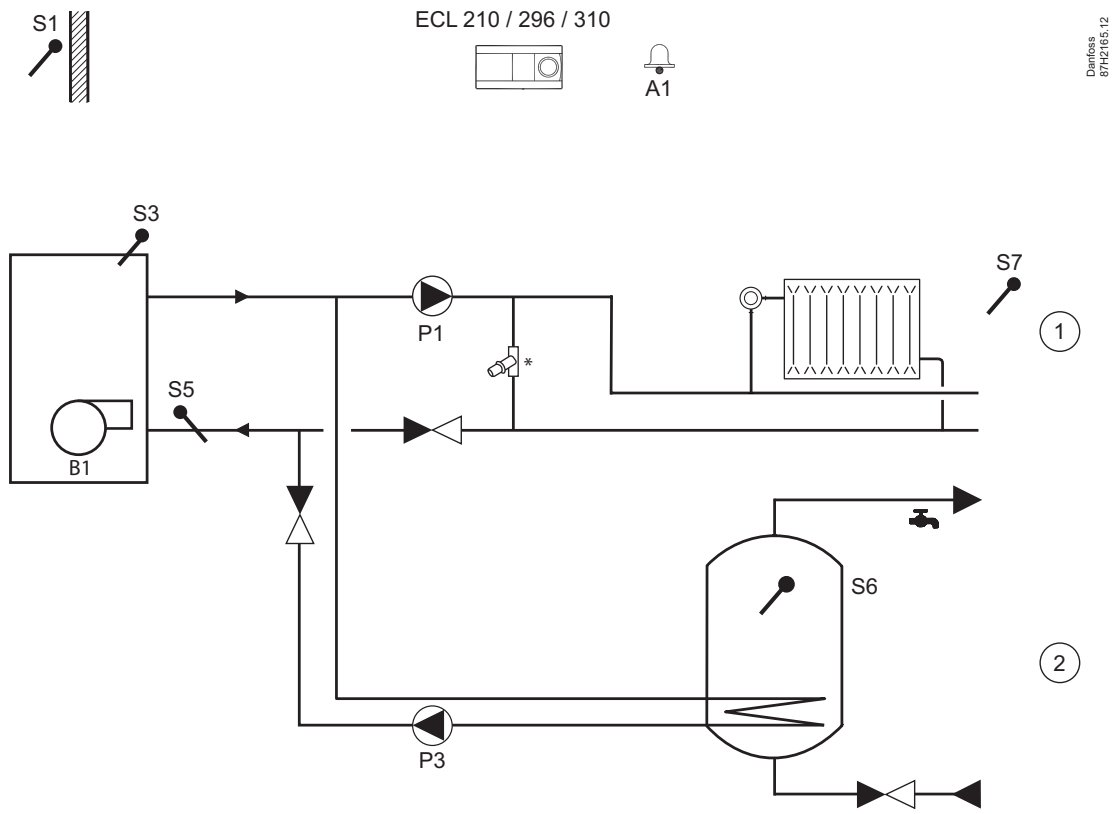 S1
ECL 210 / 296 / 310
A1
Danfoss
87H2165.12
S3
S7
P1
*
1
S5
B1
S6
2
P3